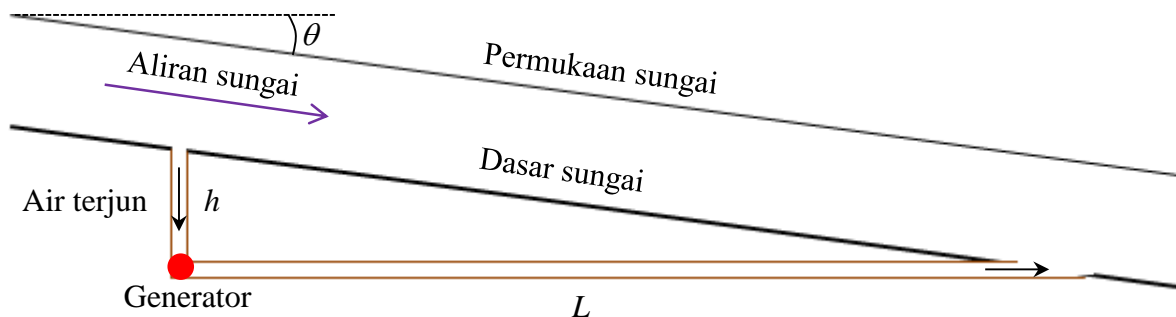 θ
Permukaan sungai
Aliran sungai
Dasar sungai
Air terjun
h
Generator
L